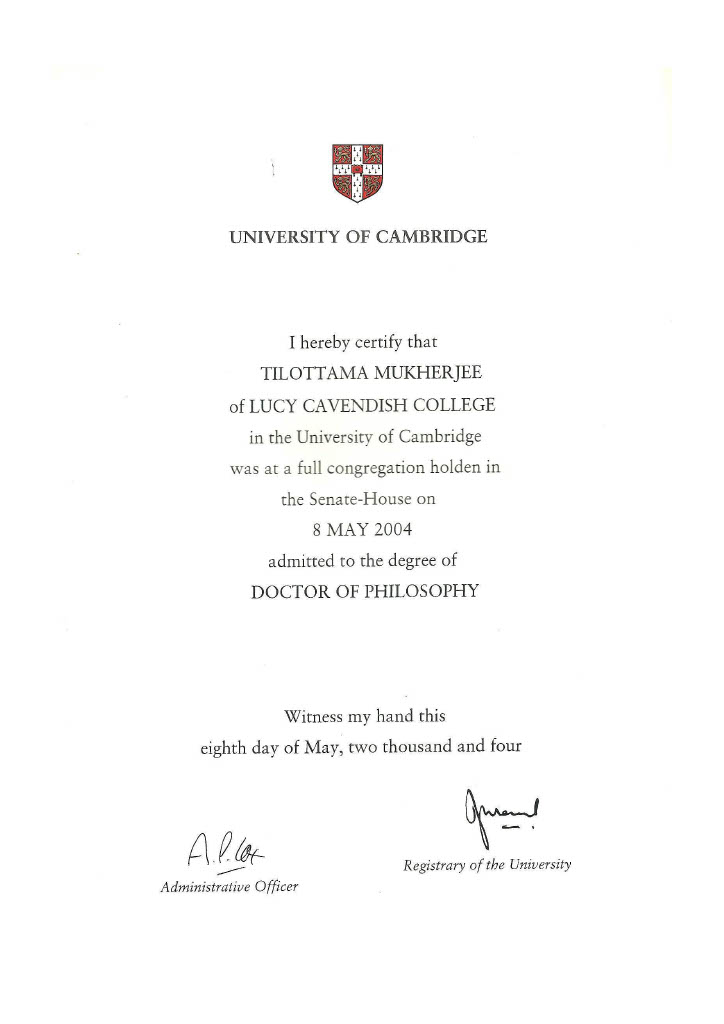 UNIVERSITY OF CAMBRIDGE
I hereby certify that
TILOTTAMA MUKHERJEE
of LUCY CAVENDISH COLLEGE
in the University of Cambridge
was at a full congregation holden in
the Senate-House on
8 MAY 2004
admitted to the degree of
DOCTOR OF PHILOSOPHY
Witness my hand this
eighth day of May, two thousand and four
A.P. Cox
Registrary of the University
Administrative Officer